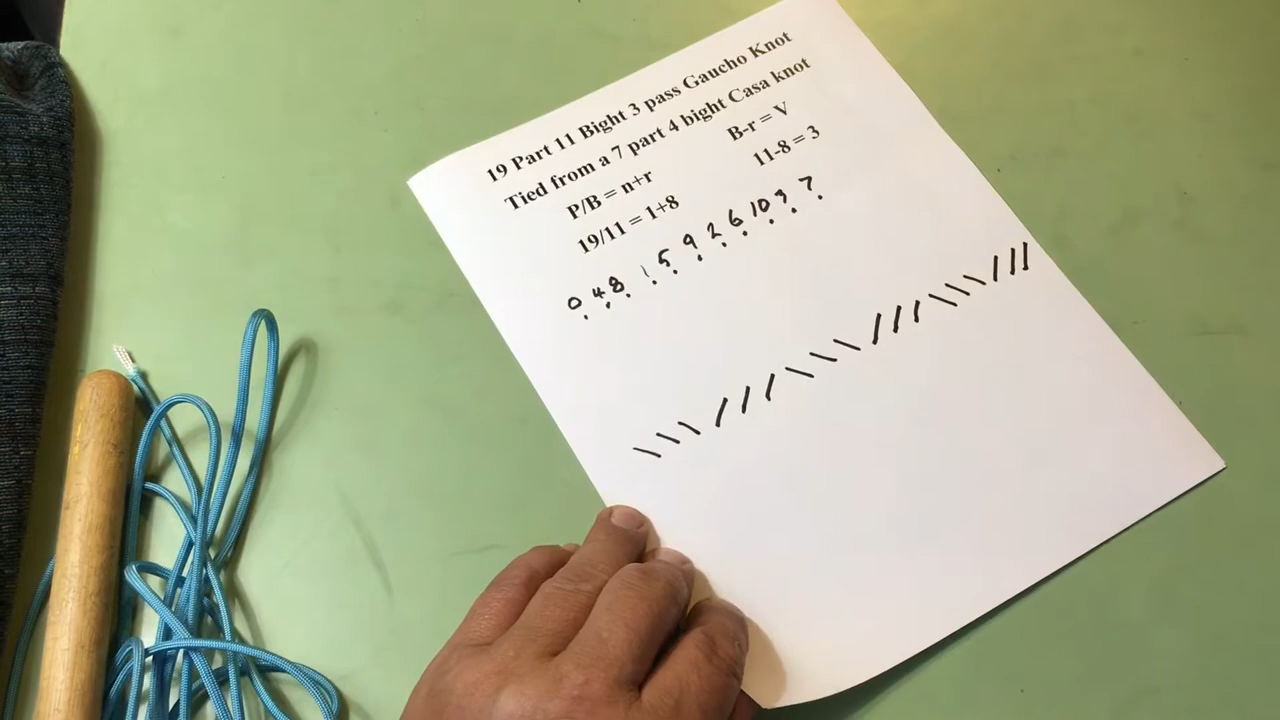 19 Part 11 Bight 3 pass Gaucho Knot
Tied from a 7 part 4 bight Casa knot
P/B = n+r B-r = V
19/11 = 1+8 11-8 = 3
0 4 8 1 5 9 2 6 10 3 7
\ \ \ / / / \ \ \ / / / \ \ \ / / /